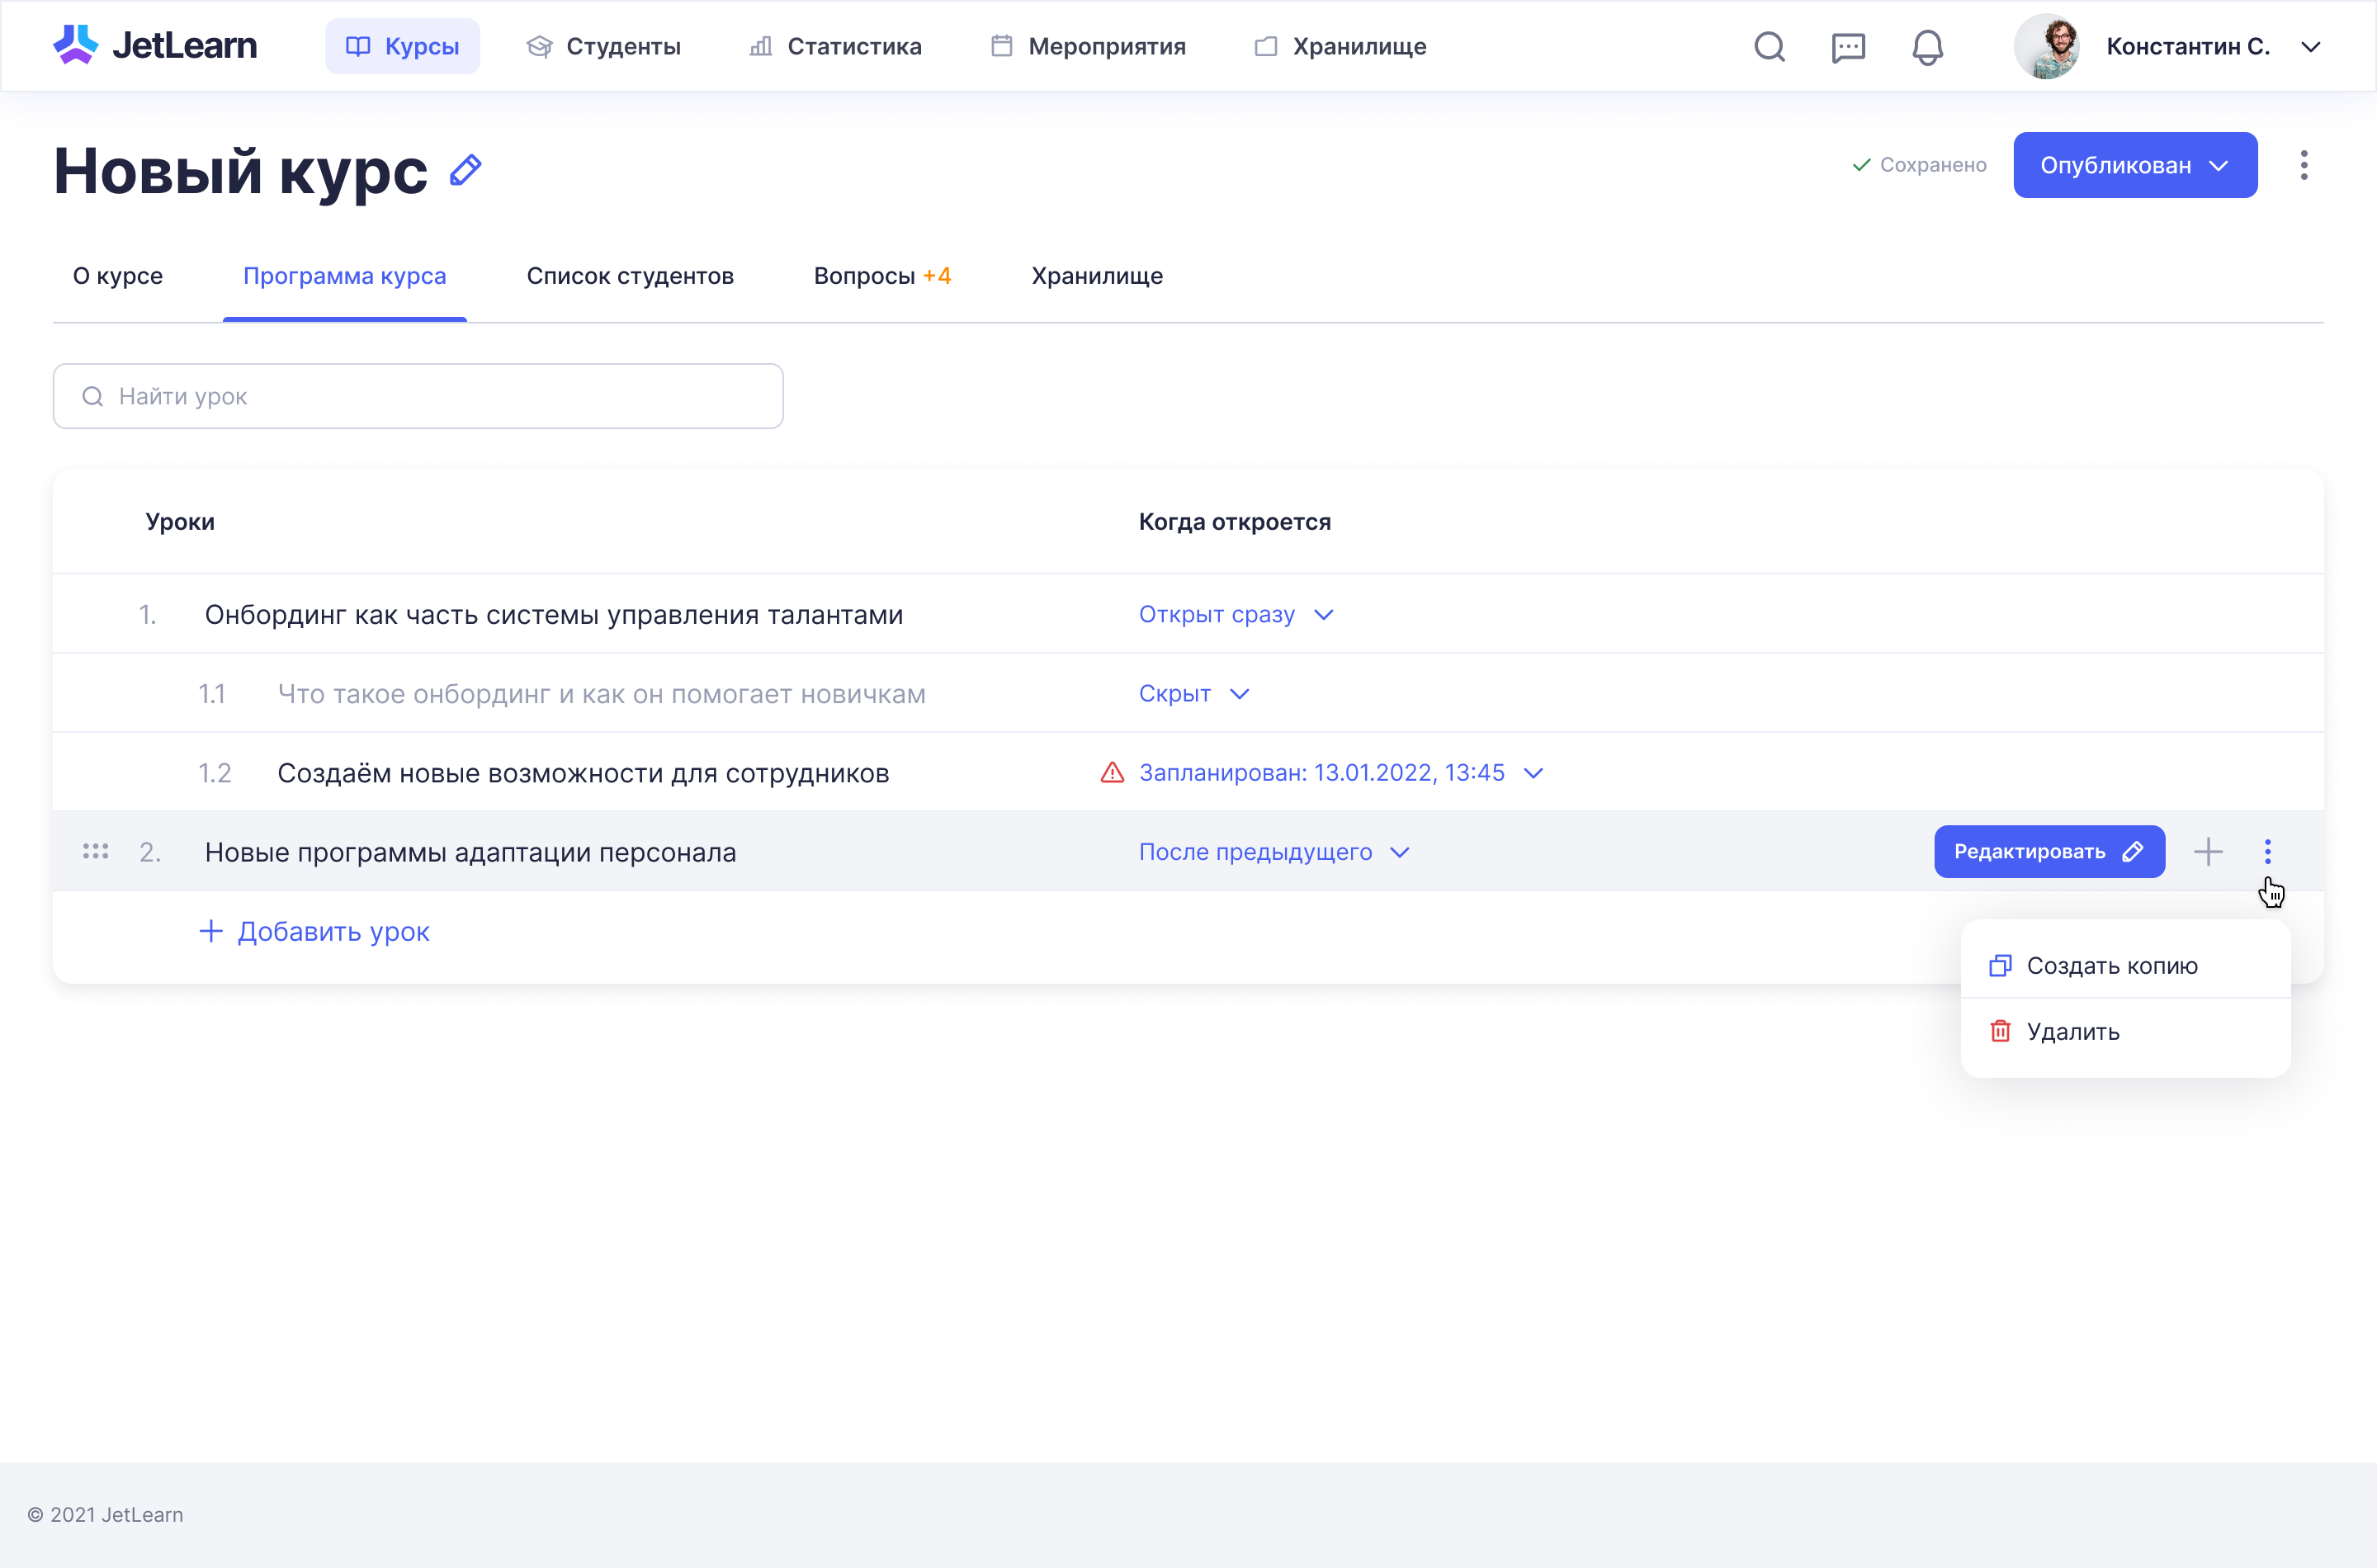 JetLearn
Курсы
Студенты
Статистика
Мероприятия
Хранилище
Константин С.
Новый курс
Сохранено
Опубликован
О курсе
Программа курса
Список студентов
Вопросы +4
Хранилище
Найти урок
Уроки
Когда откроется
1. Онбординг как часть системы управления талантами
Открыт сразу
1.1 Что такое онбординг и как он помогает новичкам
Скрыт
1.2 Создаём новые возможности для сотрудников
Запланирован: 13.01.2022, 13:45
2. Новые программы адаптации персонала
После предыдущего
Редактировать
Добавить урок
Создать копию
Удалить
© 2021 JetLearn